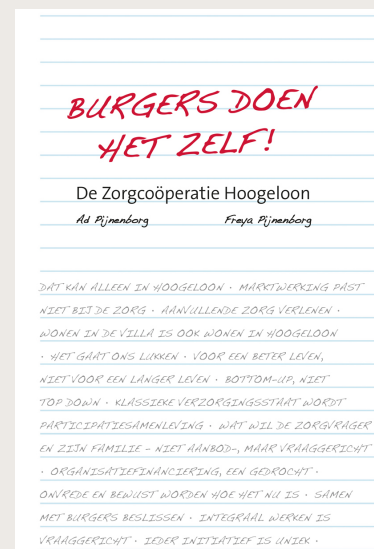 BURGERS DOEN
HET ZELF!
De Zorgcoöperatie Hoogeloon
Ad Pijnenborg Freya Pijnenborg
DAT KAN ALLEEN IN HOOGELOON · MARKTWERKING PAST
NIET BIJ DE ZORG · AANVULLENDE ZORG VERLENEN ·
WONEN IN DE VILLA IS OOK WONEN IN HOOGELOON
· HET GAAT ONS LUKKEN · VOOR EEN BETER LEVEN,
NIET VOOR EEN LANGER LEVEN · BOTTOM-UP, NIET
TOP DOWN · KLASSIEKE VERZORGINGSSTAAT WORDT
PARTICIPATIESAMENLEVING · WAT WIL DE ZORGVRAGER
EN ZIJN FAMILIE – NIET AANBOD-, MAAR VRAAGGERICHT
· ORGANISATIEFINANCIERING, EEN GEDROCHT ·
ONVREDE EN BEWUST WORDEN HOE HET NU IS · SAMEN
MET BURGERS BESLISSEN · INTEGRAAL WERKEN IS
VRAAGGERICHT · IEDER INITIATIEF IS UNIEK ·